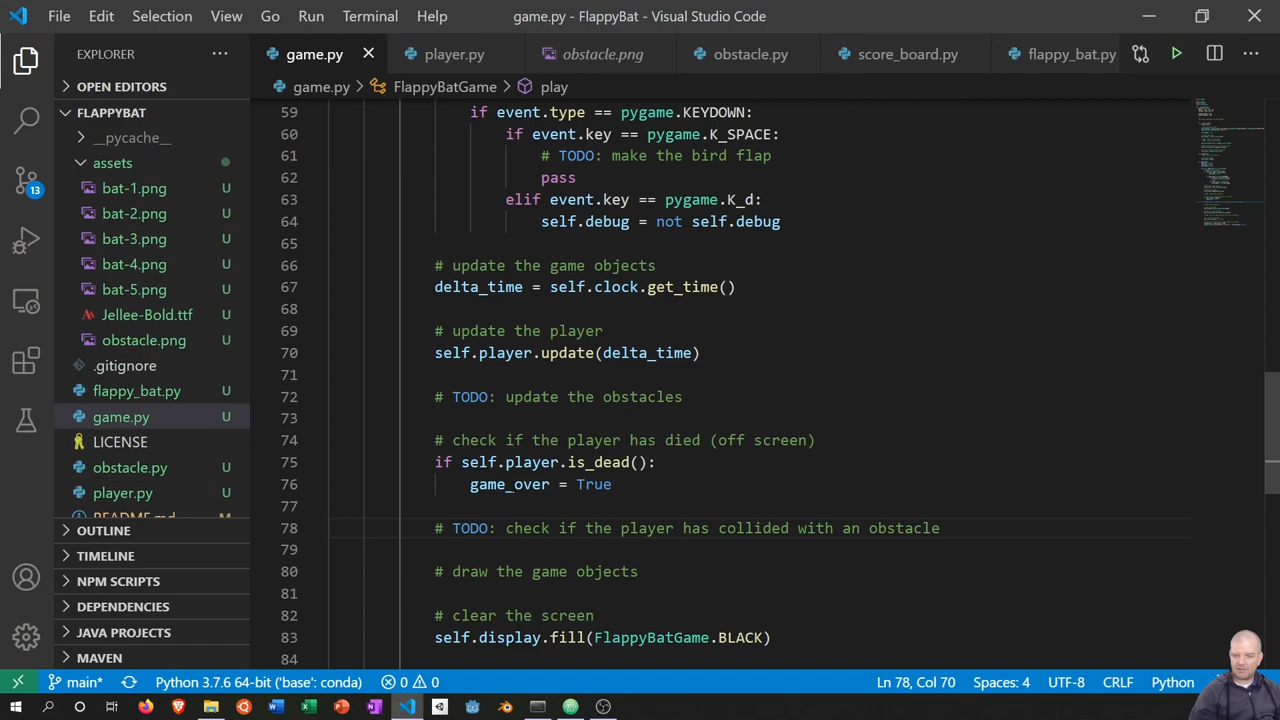 File Edit Selection View Go Run Terminal Help game.py - FlappyBat - Visual Studio Code
EXPLORER ··· game.py player.py obstacle.png obstacle.py score_board.py flappy_bat.py ···
OPEN EDITORS
game.py > FlappyBatGame > play
FLAPPYBAT
__pycache__
assets
bat-1.png U
bat-2.png U
bat-3.png U
bat-4.png U
bat-5.png U
Jellee-Bold.ttf U
obstacle.png U
.gitignore
flappy_bat.py U
game.py U
LICENSE
obstacle.py U
player.py U
README.md M
OUTLINE
TIMELINE
NPM SCRIPTS
DEPENDENCIES
JAVA PROJECTS
MAVEN
13
59 if event.type == pygame.KEYDOWN:
60 if event.key == pygame.K_SPACE:
61 # TODO: make the bird flap
62 pass
63 elif event.key == pygame.K_d:
64 self.debug = not self.debug
65
66 # update the game objects
67 delta_time = self.clock.get_time()
68
69 # update the player
70 self.player.update(delta_time)
71
72 # TODO: update the obstacles
73
74 # check if the player has died (off screen)
75 if self.player.is_dead():
76 game_over = True
77
78 # TODO: check if the player has collided with an obstacle
79
80 # draw the game objects
81
82 # clear the screen
83 self.display.fill(FlappyBatGame.BLACK)
84
main* Python 3.7.6 64-bit ('base': conda) 0 0 Ln 78, Col 70 Spaces: 4 UTF-8 CRLF Python